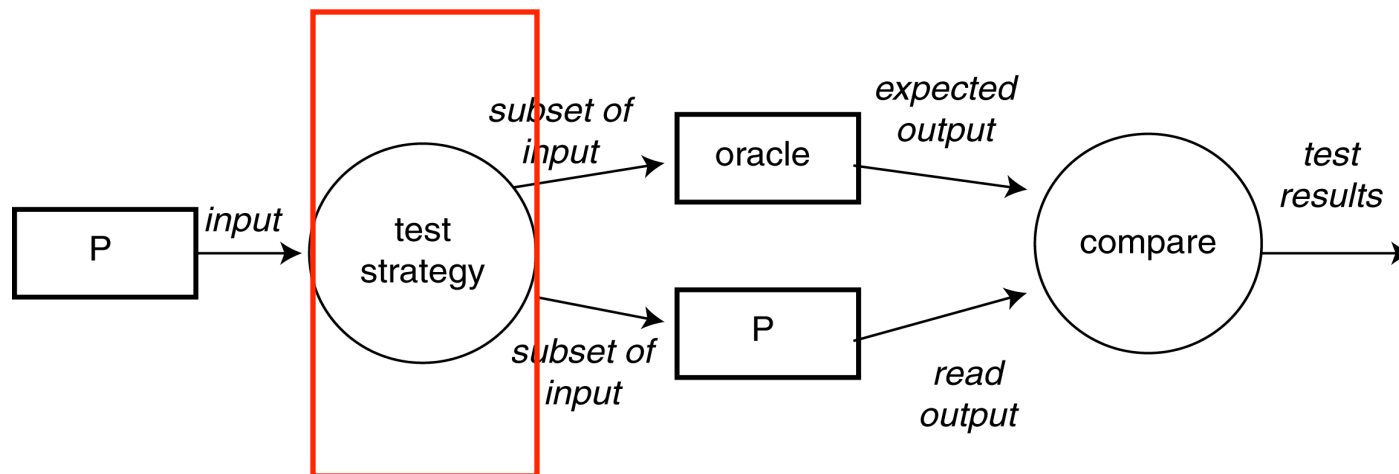 P
input
test
strategy
subset of
input
subset of
input
oracle
P
expected
output
read
output
compare
test
results